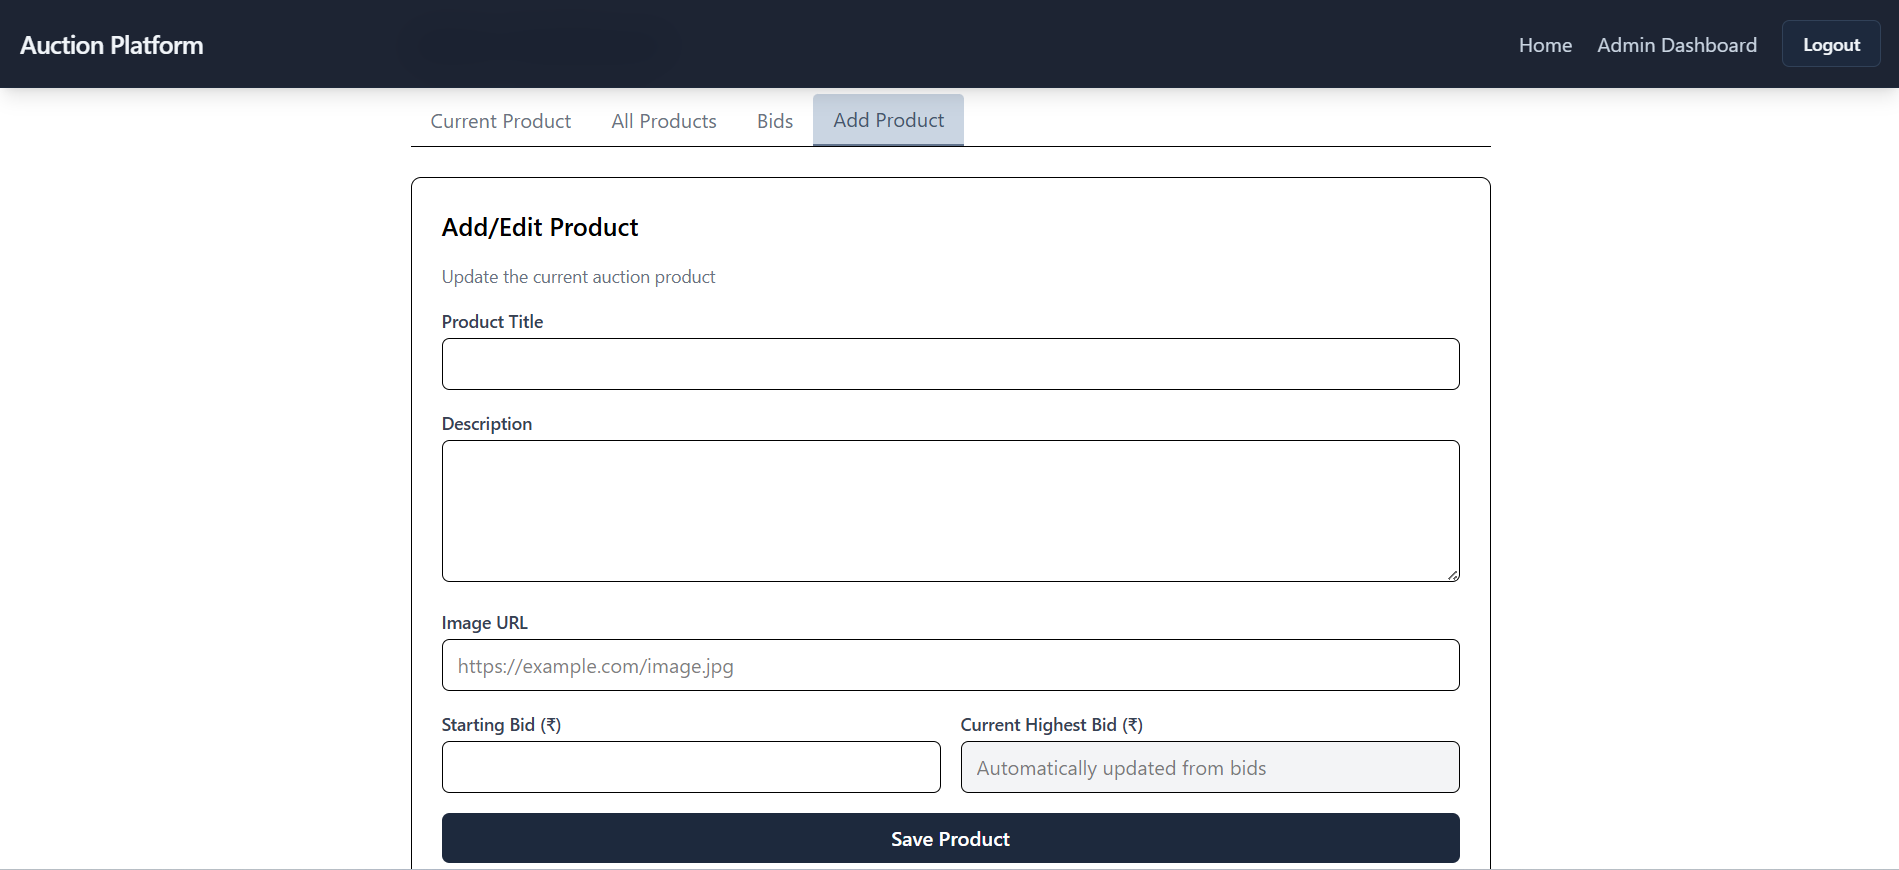 Auction Platform Home Admin Dashboard Logout
Current Product All Products Bids Add Product
Add/Edit Product
Update the current auction product
Product Title
Description
Image URL
https://example.com/image.jpg
Starting Bid (₹) Current Highest Bid (₹)
Automatically updated from bids
Save Product